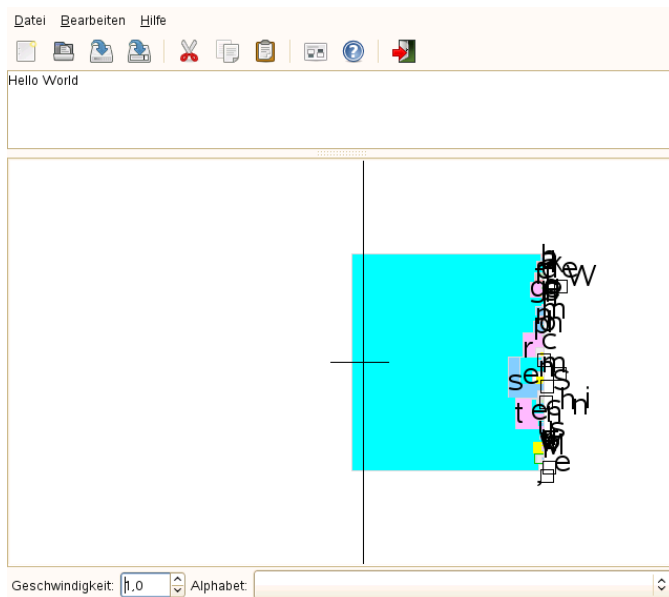 Datei Bearbeiten Hilfe
Hello World
x e W
g
m
p n
r c
m
s e S
h n i
t e n
s
M
e
Geschwindigkeit: 1,0 Alphabet: